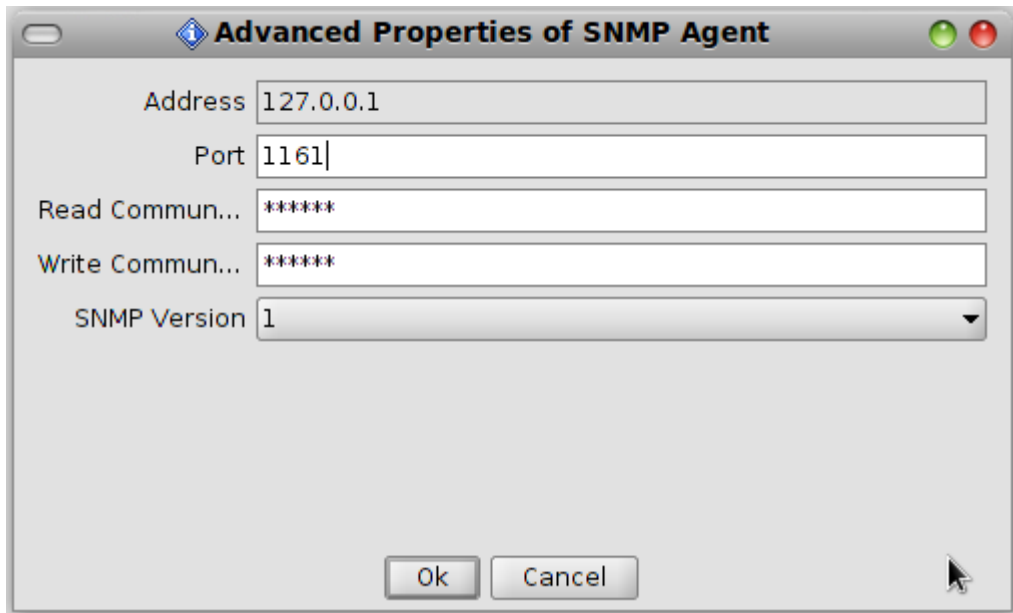 Advanced Properties of SNMP Agent
Address 127.0.0.1
Port 1161
Read Commun... ******
Write Commun... ******
SNMP Version 1
Ok Cancel